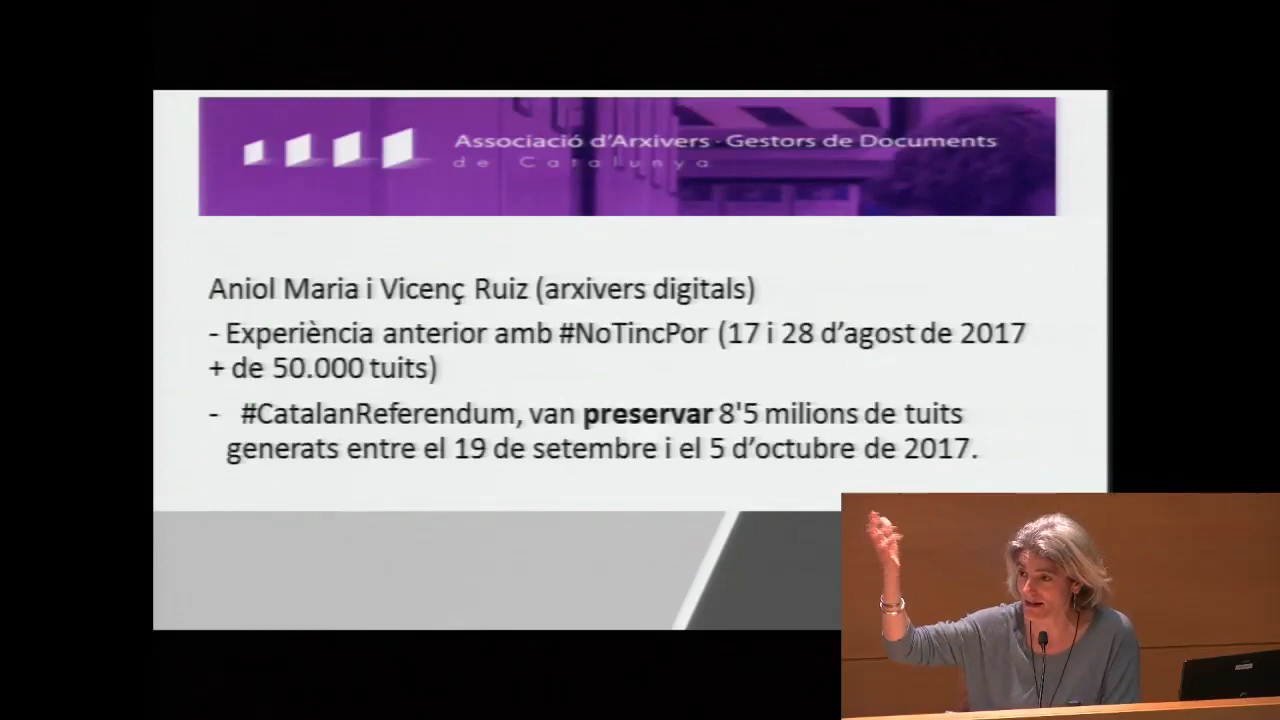 Associació d'Arxivers · Gestors de Documents
de Catalunya
Aniol Maria i Vicenç Ruiz (arxivers digitals)
- Experiència anterior amb #NoTincPor (17 i 28 d'agost de 2017
+ de 50.000 tuits)
- #CatalanReferendum, van preservar 8'5 milions de tuits
generats entre el 19 de setembre i el 5 d'octubre de 2017.